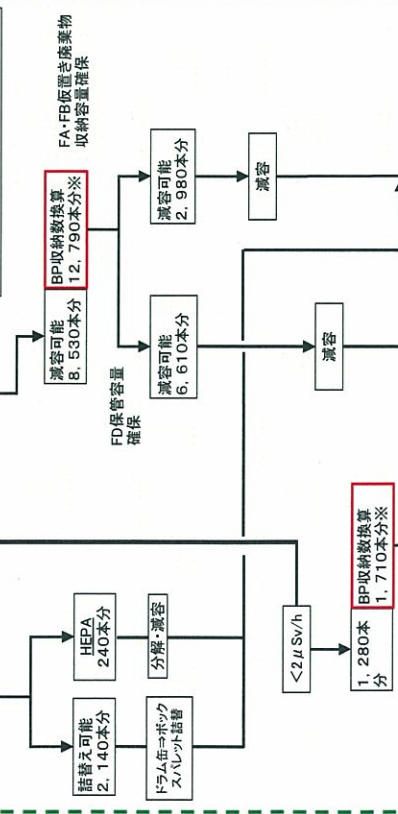 FA・FB仮置き廃棄物
収納容量確保
減容可能
8, 530本分
BP収納数換算
12, 790本分※
FD保管容量
確保
減容可能
6, 610本分
減容可能
2, 980本分
減容
減容
詰替え可能
2, 140本分
HEPA
240本分
ドラム缶⇒ボック
スパレット詰替
分解・減容
<2μSv/h
1, 280本
分
BP収納数換算
1, 710本分※